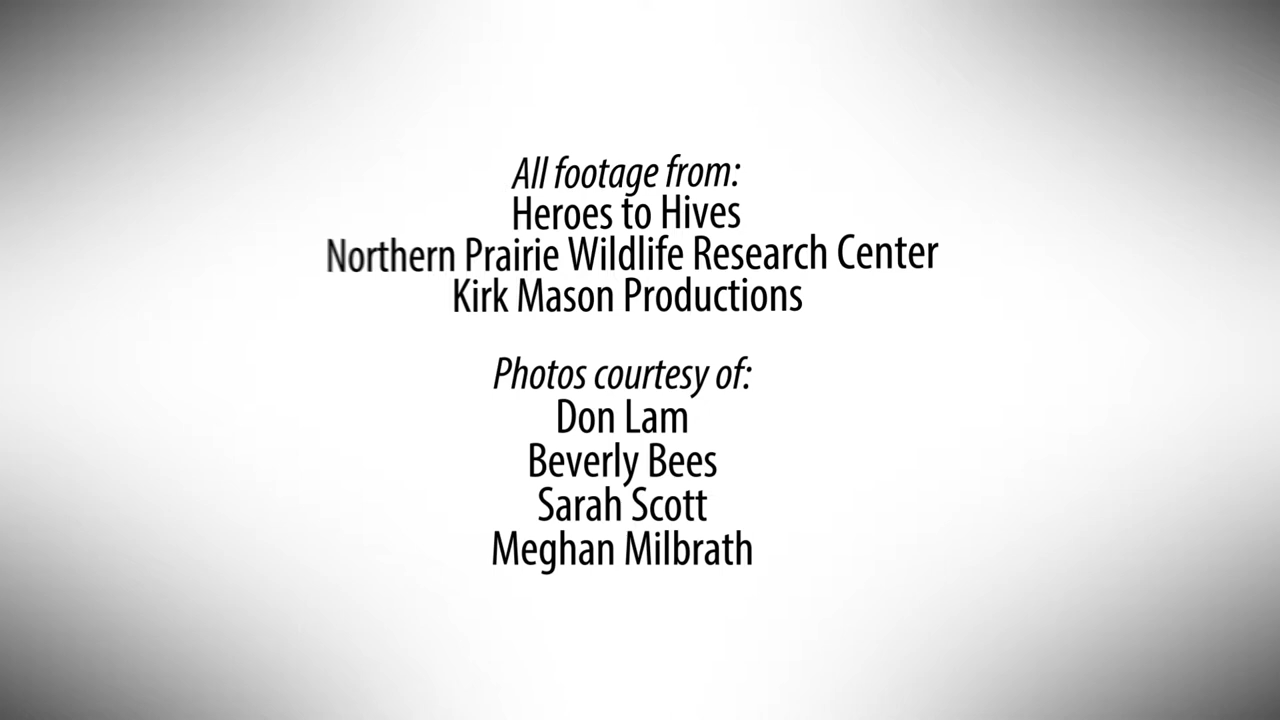 All footage from:
Heroes to Hives
Northern Prairie Wildlife Research Center
Kirk Mason Productions
Photos courtesy of:
Don Lam
Beverly Bees
Sarah Scott
Meghan Milbrath